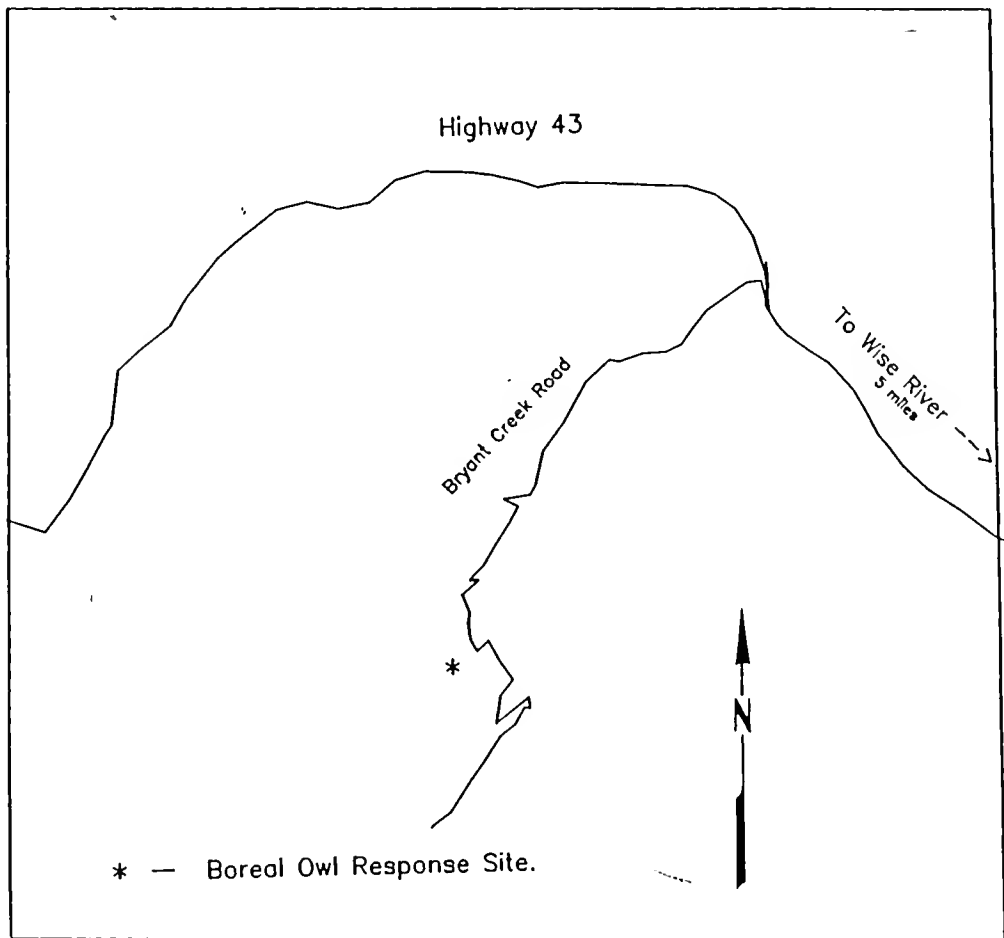 Highway 43
To Wise River
5 miles
Bryant Creek Road
N
* — Boreal Owl Response Site.